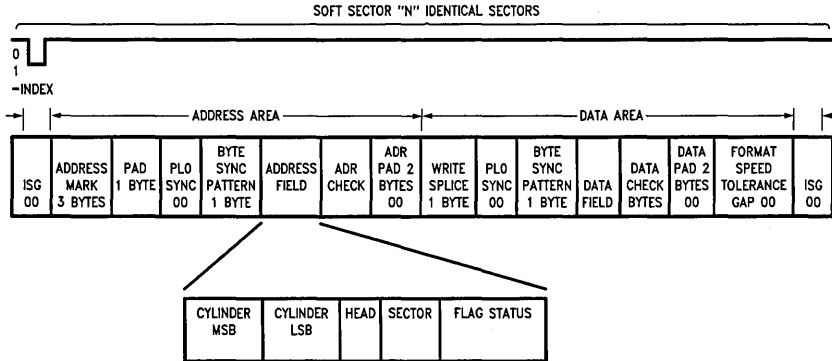 SOFT SECTOR "N" IDENTICAL SECTORS
0
1
-INDEX
ADDRESS AREA
DATA AREA
ISG
00
ADDRESS
MARK
3 BYTES
PAD
1 BYTE
PLO
SYNC
00
BYTE
SYNC
PATTERN
1 BYTE
ADDRESS
FIELD
ADR
CHECK
ADR
PAD 2
BYTES
00
WRITE
SPLICE
1 BYTE
PLO
SYNC
00
BYTE
SYNC
PATTERN
1 BYTE
DATA
FIELD
DATA
CHECK
BYTES
DATA
PAD 2
BYTES
00
FORMAT
SPEED
TOLERANCE
GAP 00
ISG
00
CYLINDER
MSB
CYLINDER
LSB
HEAD
SECTOR
FLAG STATUS